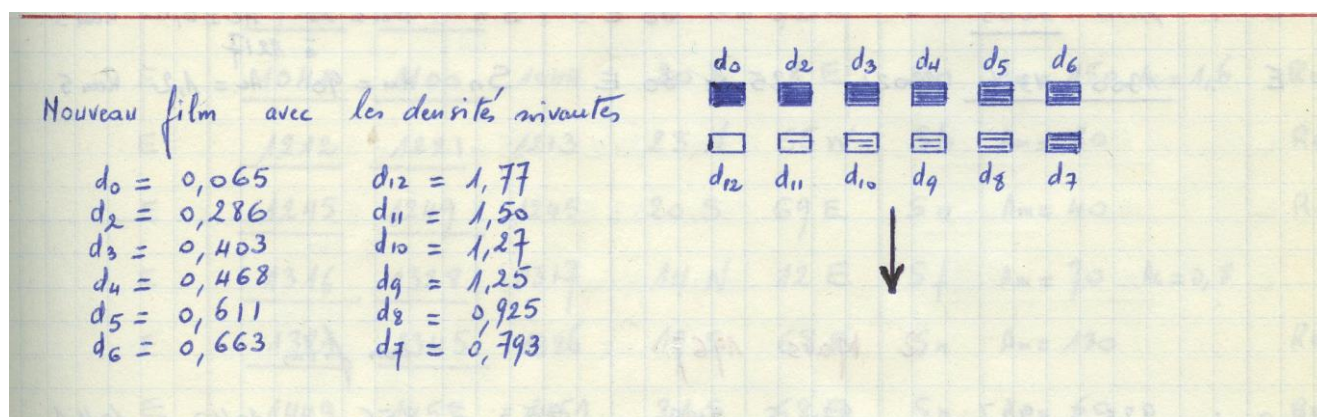 d0 d2 d3 d4 d5 d6
Nouveau film avec les densités suivantes
d12 d11 d10 d9 d8 d7
d0 = 0,065 d12 = 1,77
d2 = 0,286 d11 = 1,50
d3 = 0,403 d10 = 1,27
d4 = 0,468 d9 = 1,25
d5 = 0,611 d8 = 0,925
d6 = 0,663 d7 = 0,793